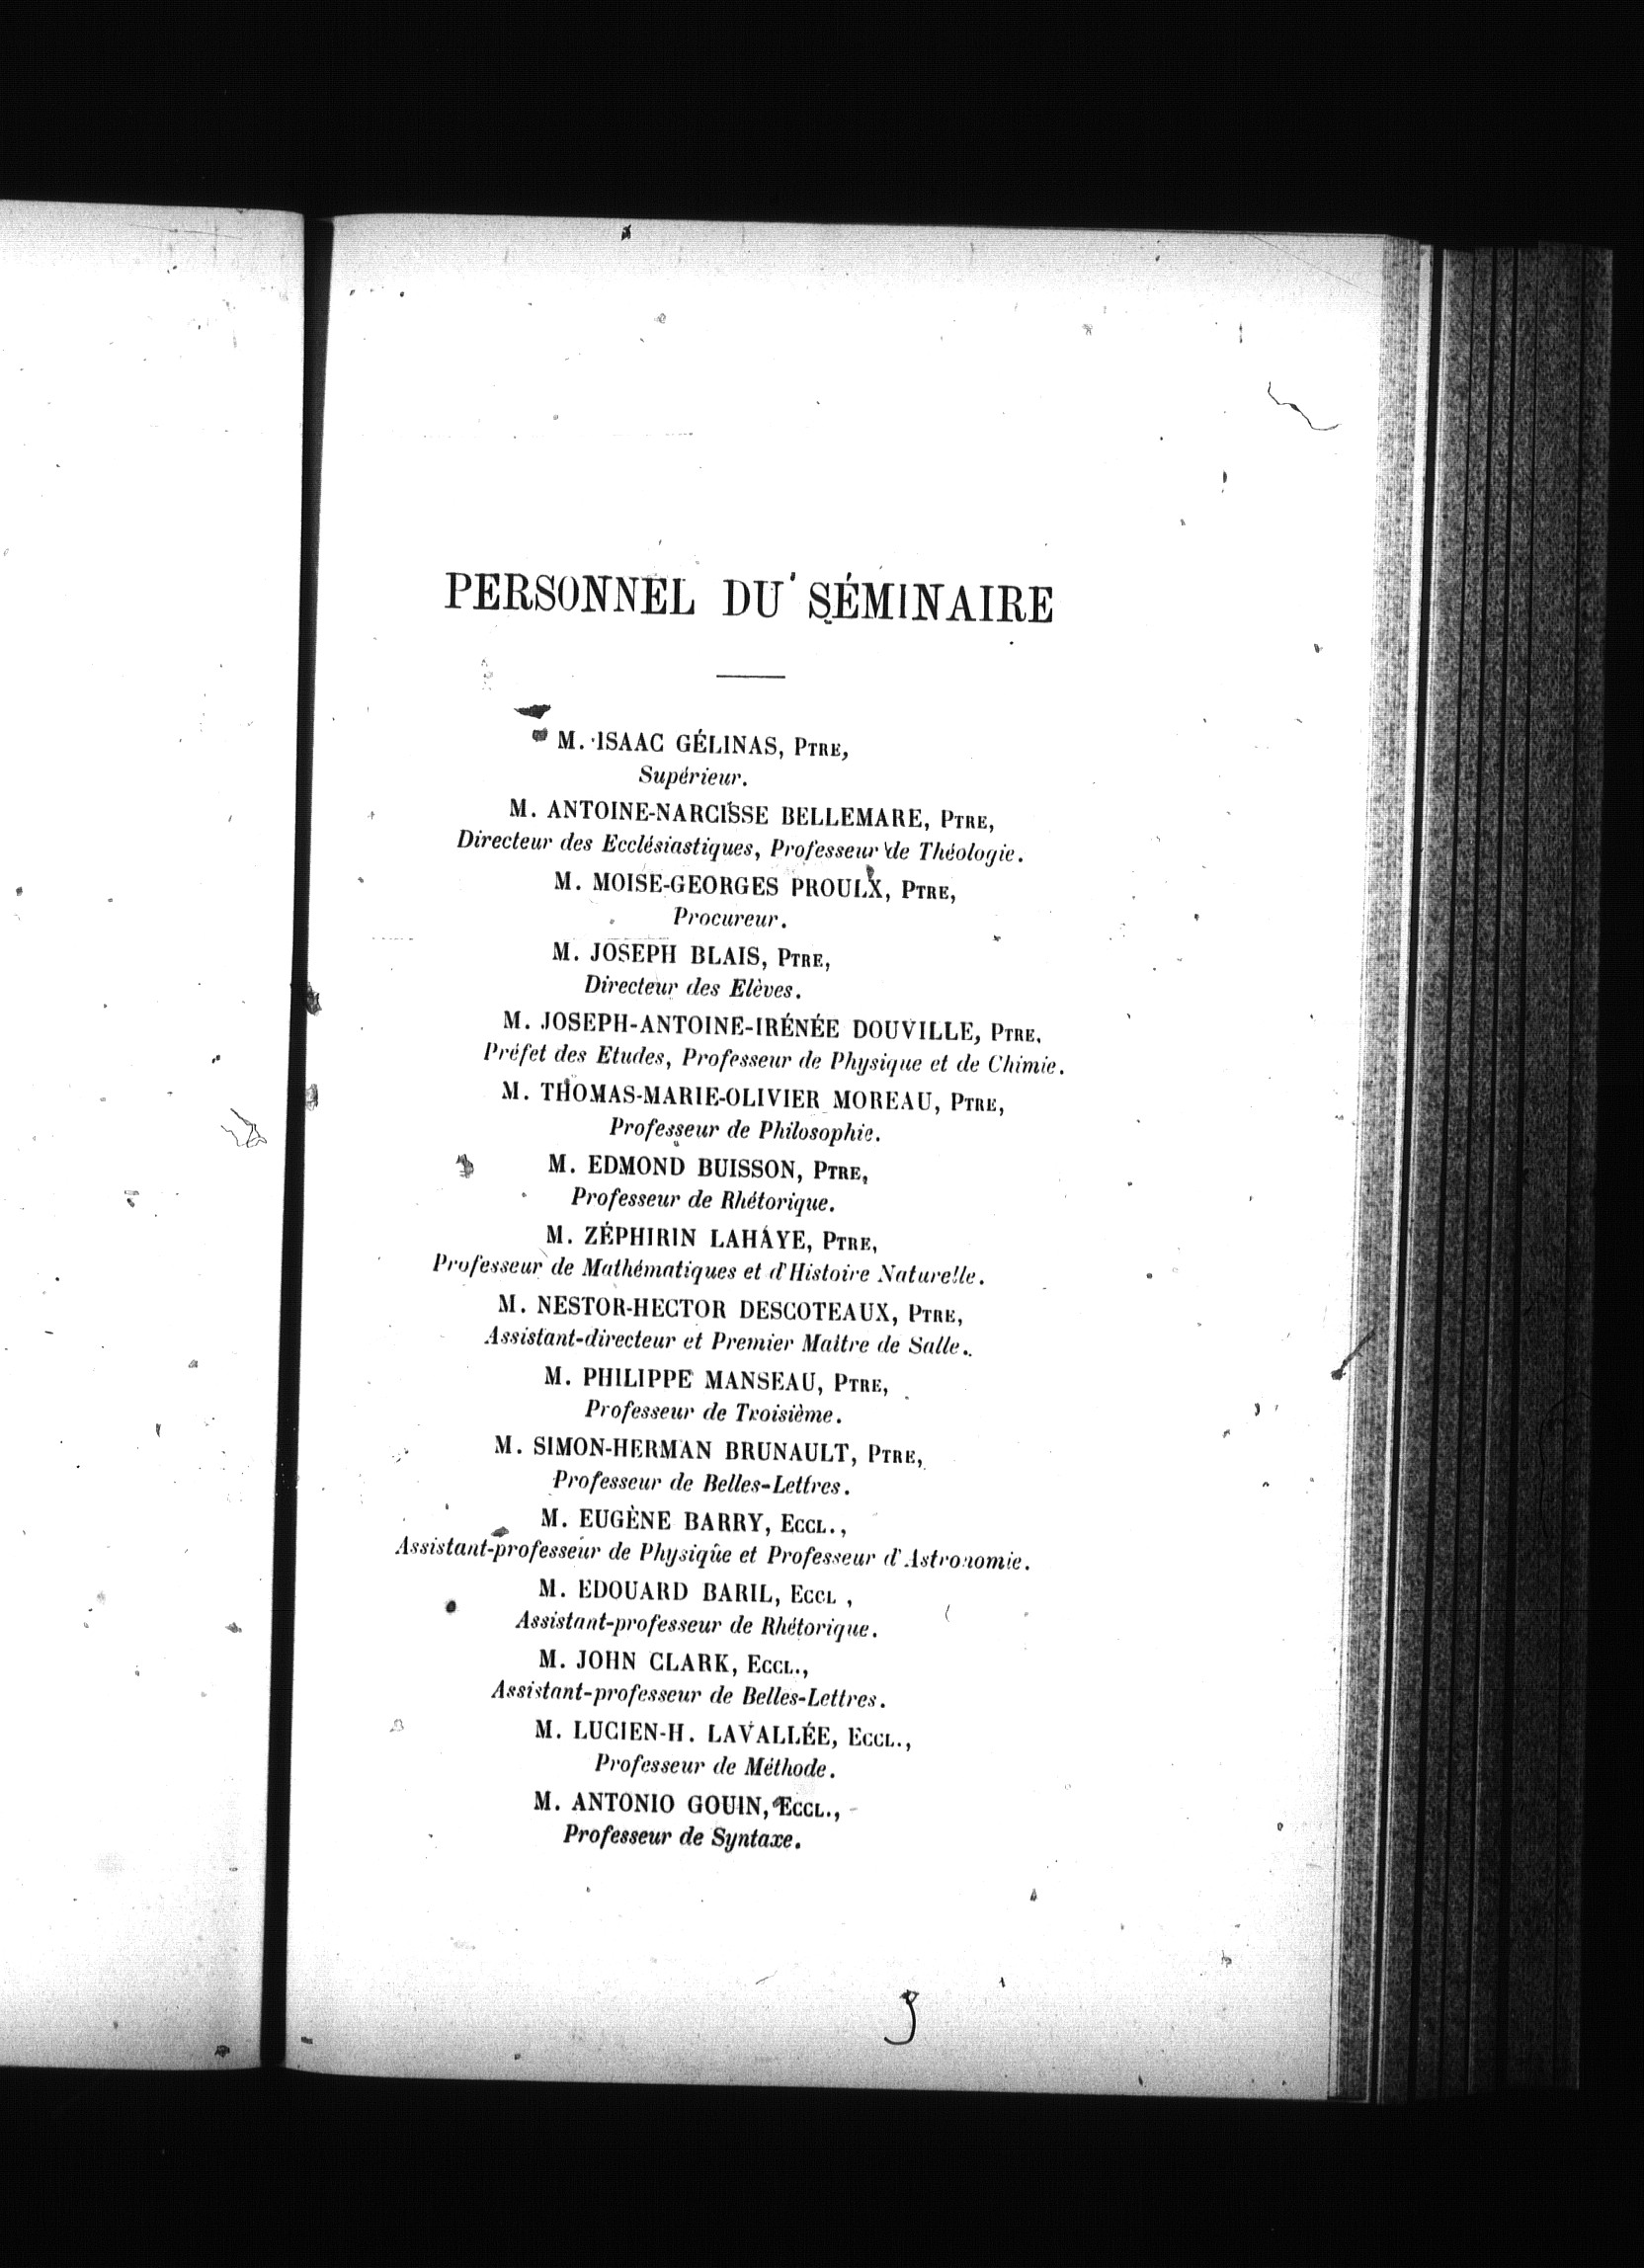 PERSONNEL DU SÉMINAIRE
M. ISAAC GÉLINAS, PTRE,
Supérieur.
M. ANTOINE-NARCISSE BELLEMARE, PTRE,
Directeur des Ecclésiastiques, Professeur de Théologie.
M. MOISE-GEORGES PROULX, PTRE,
Procureur.
M. JOSEPH BLAIS, PTRE,
Directeur des Elèves.
M. JOSEPH-ANTOINE-IRÉNÉE DOUVILLE, PTRE.
Préfet des Etudes, Professeur de Physique et de Chimie.
M. THOMAS-MARIE-OLIVIER MOREAU, PTRE,
Professeur de Philosophie.
M. EDMOND BUISSON, PTRE,
Professeur de Rhétorique.
M. ZÉPHIRIN LAHAYE, PTRE,
Professeur de Mathématiques et d'Histoire Naturelle.
M. NESTOR-HECTOR DESCOTEAUX, PTRE,
Assistant-directeur et Premier Maître de Salle.
M. PHILIPPE MANSEAU, PTRE,
Professeur de Troisième.
M. SIMON-HERMAN BRUNAULT, PTRE,
Professeur de Belles-Lettres.
M. EUGÈNE BARRY, ECCL.,
Assistant-professeur de Physique et Professeur d'Astronomie.
M. EDOUARD BARIL, ECCL ,
Assistant-professeur de Rhétorique.
M. JOHN CLARK, ECCL.,
Assistant-professeur de Belles-Lettres.
M. LUCIEN-H. LAVALLÉE, ECCL.,
Professeur de Méthode.
M. ANTONIO GOUIN, ECCL.,
Professeur de Syntaxe.